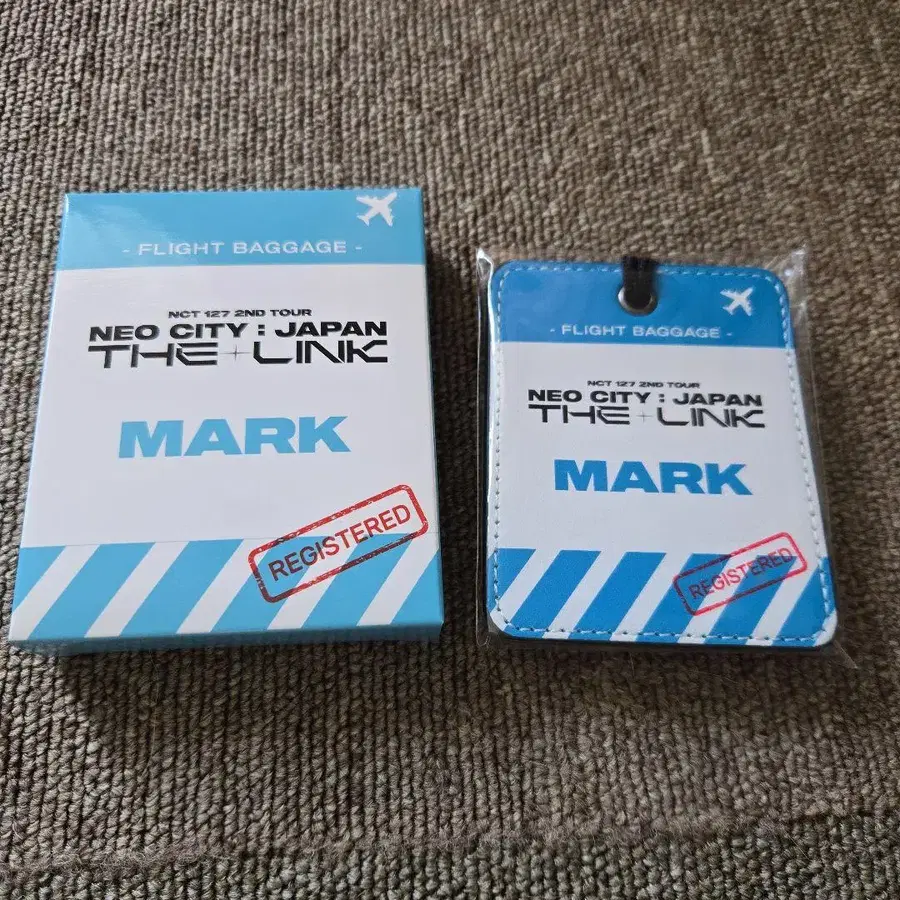 - FLIGHT BAGGAGE -
NCT 127 2ND TOUR
NEO CITY : JAPAN
THE LINK
MARK
REGISTERED
- FLIGHT BAGGAGE -
NCT 127 2ND TOUR
NEO CITY : JAPAN
THE LINK
MARK
REGISTERED